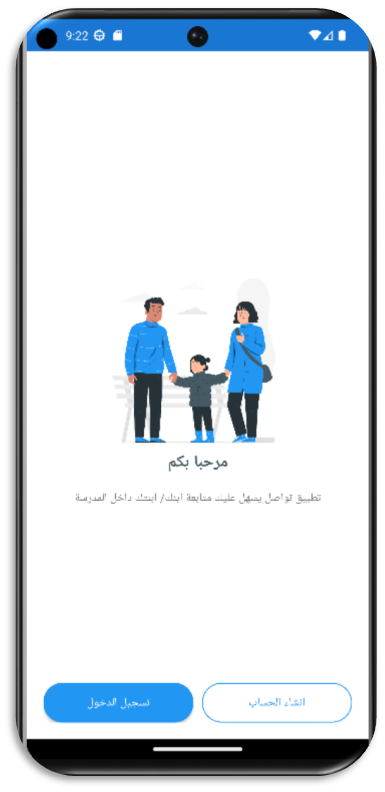 9:22
مرحبا بكم
تطبيق تواصل يسهل عليك متابعة ابنك/ ابنتك داخل المدرسة
انشاء الحساب
تسجيل الدخول